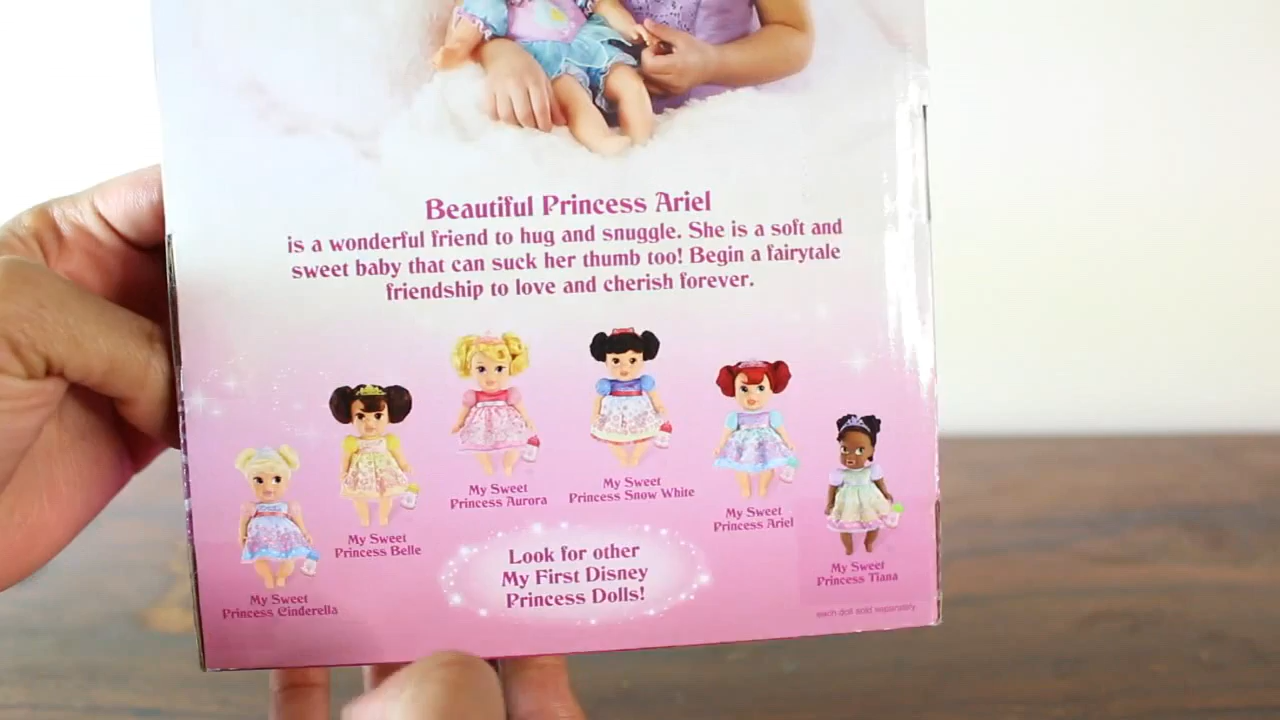 Beautiful Princess Ariel
is a wonderful friend to hug and snuggle. She is a soft and
sweet baby that can suck her thumb too! Begin a fairytale
friendship to love and cherish forever.
My Sweet
Princess Cinderella
My Sweet
Princess Belle
My Sweet
Princess Aurora
My Sweet
Princess Snow White
My Sweet
Princess Ariel
My Sweet
Princess Tiana
Look for other
My First Disney
Princess Dolls!
each doll sold separately